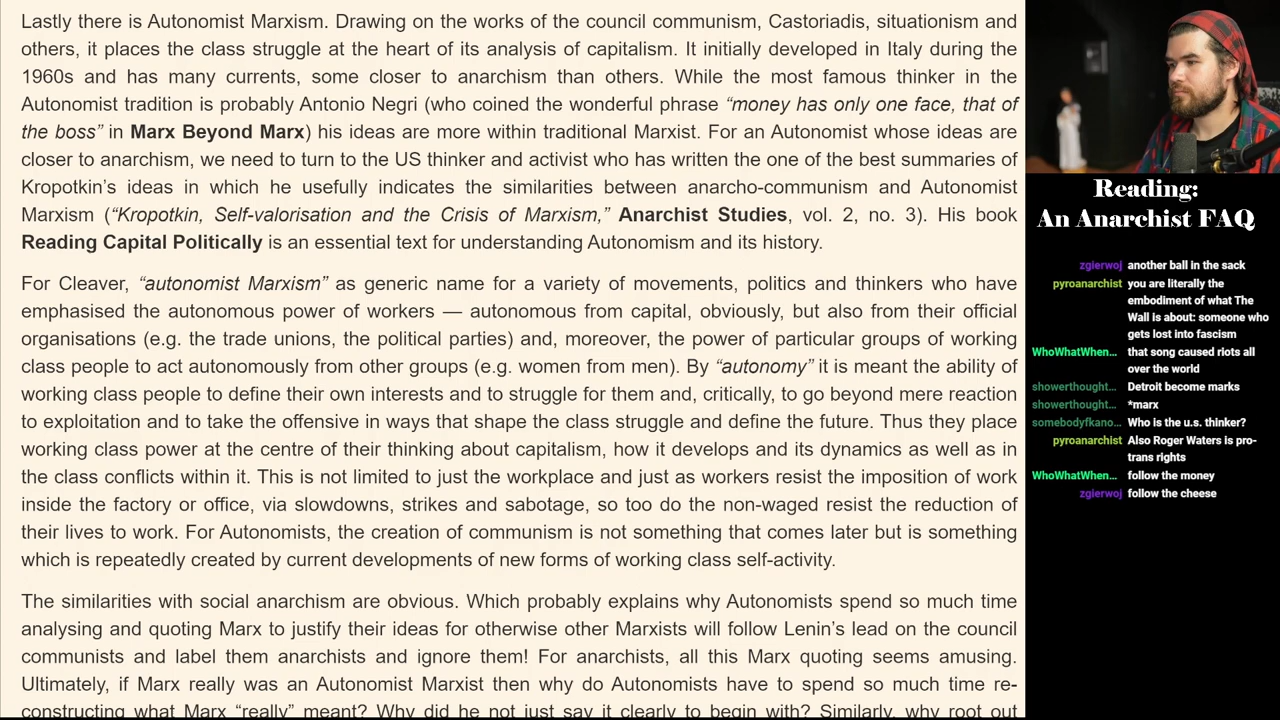 Lastly there is Autonomist Marxism. Drawing on the works of the council communism, Castoriadis, situationism and
others, it places the class struggle at the heart of its analysis of capitalism. It initially developed in Italy during the
1960s and has many currents, some closer to anarchism than others. While the most famous thinker in the
Autonomist tradition is probably Antonio Negri (who coined the wonderful phrase “money has only one face, that of
the boss” in Marx Beyond Marx) his ideas are more within traditional Marxist. For an Autonomist whose ideas are
closer to anarchism, we need to turn to the US thinker and activist who has written the one of the best summaries of
Kropotkin’s ideas in which he usefully indicates the similarities between anarcho-communism and Autonomist
Marxism (“Kropotkin, Self-valorisation and the Crisis of Marxism,” Anarchist Studies, vol. 2, no. 3). His book
Reading Capital Politically is an essential text for understanding Autonomism and its history.
For Cleaver, “autonomist Marxism” as generic name for a variety of movements, politics and thinkers who have
emphasised the autonomous power of workers — autonomous from capital, obviously, but also from their official
organisations (e.g. the trade unions, the political parties) and, moreover, the power of particular groups of working
class people to act autonomously from other groups (e.g. women from men). By “autonomy” it is meant the ability of
working class people to define their own interests and to struggle for them and, critically, to go beyond mere reaction
to exploitation and to take the offensive in ways that shape the class struggle and define the future. Thus they place
working class power at the centre of their thinking about capitalism, how it develops and its dynamics as well as in
the class conflicts within it. This is not limited to just the workplace and just as workers resist the imposition of work
inside the factory or office, via slowdowns, strikes and sabotage, so too do the non-waged resist the reduction of
their lives to work. For Autonomists, the creation of communism is not something that comes later but is something
which is repeatedly created by current developments of new forms of working class self-activity.
The similarities with social anarchism are obvious. Which probably explains why Autonomists spend so much time
analysing and quoting Marx to justify their ideas for otherwise other Marxists will follow Lenin’s lead on the council
communists and label them anarchists and ignore them! For anarchists, all this Marx quoting seems amusing.
Ultimately, if Marx really was an Autonomist Marxist then why do Autonomists have to spend so much time re-
constructing what Marx “really” meant? Why did he not just say it clearly to begin with? Similarly, why root out
Reading:
An Anarchist FAQ
zgierwoj another ball in the sack
pyroanarchist you are literally the
embodiment of what The
Wall is about: someone who
gets lost into fascism
WhoWhatWhen... that song caused riots all
over the world
showerthought... Detroit become marks
showerthought... *marx
somebodyfkano... Who is the u.s. thinker?
pyroanarchist Also Roger Waters is pro-
trans rights
WhoWhatWhen... follow the money
zgierwoj follow the cheese